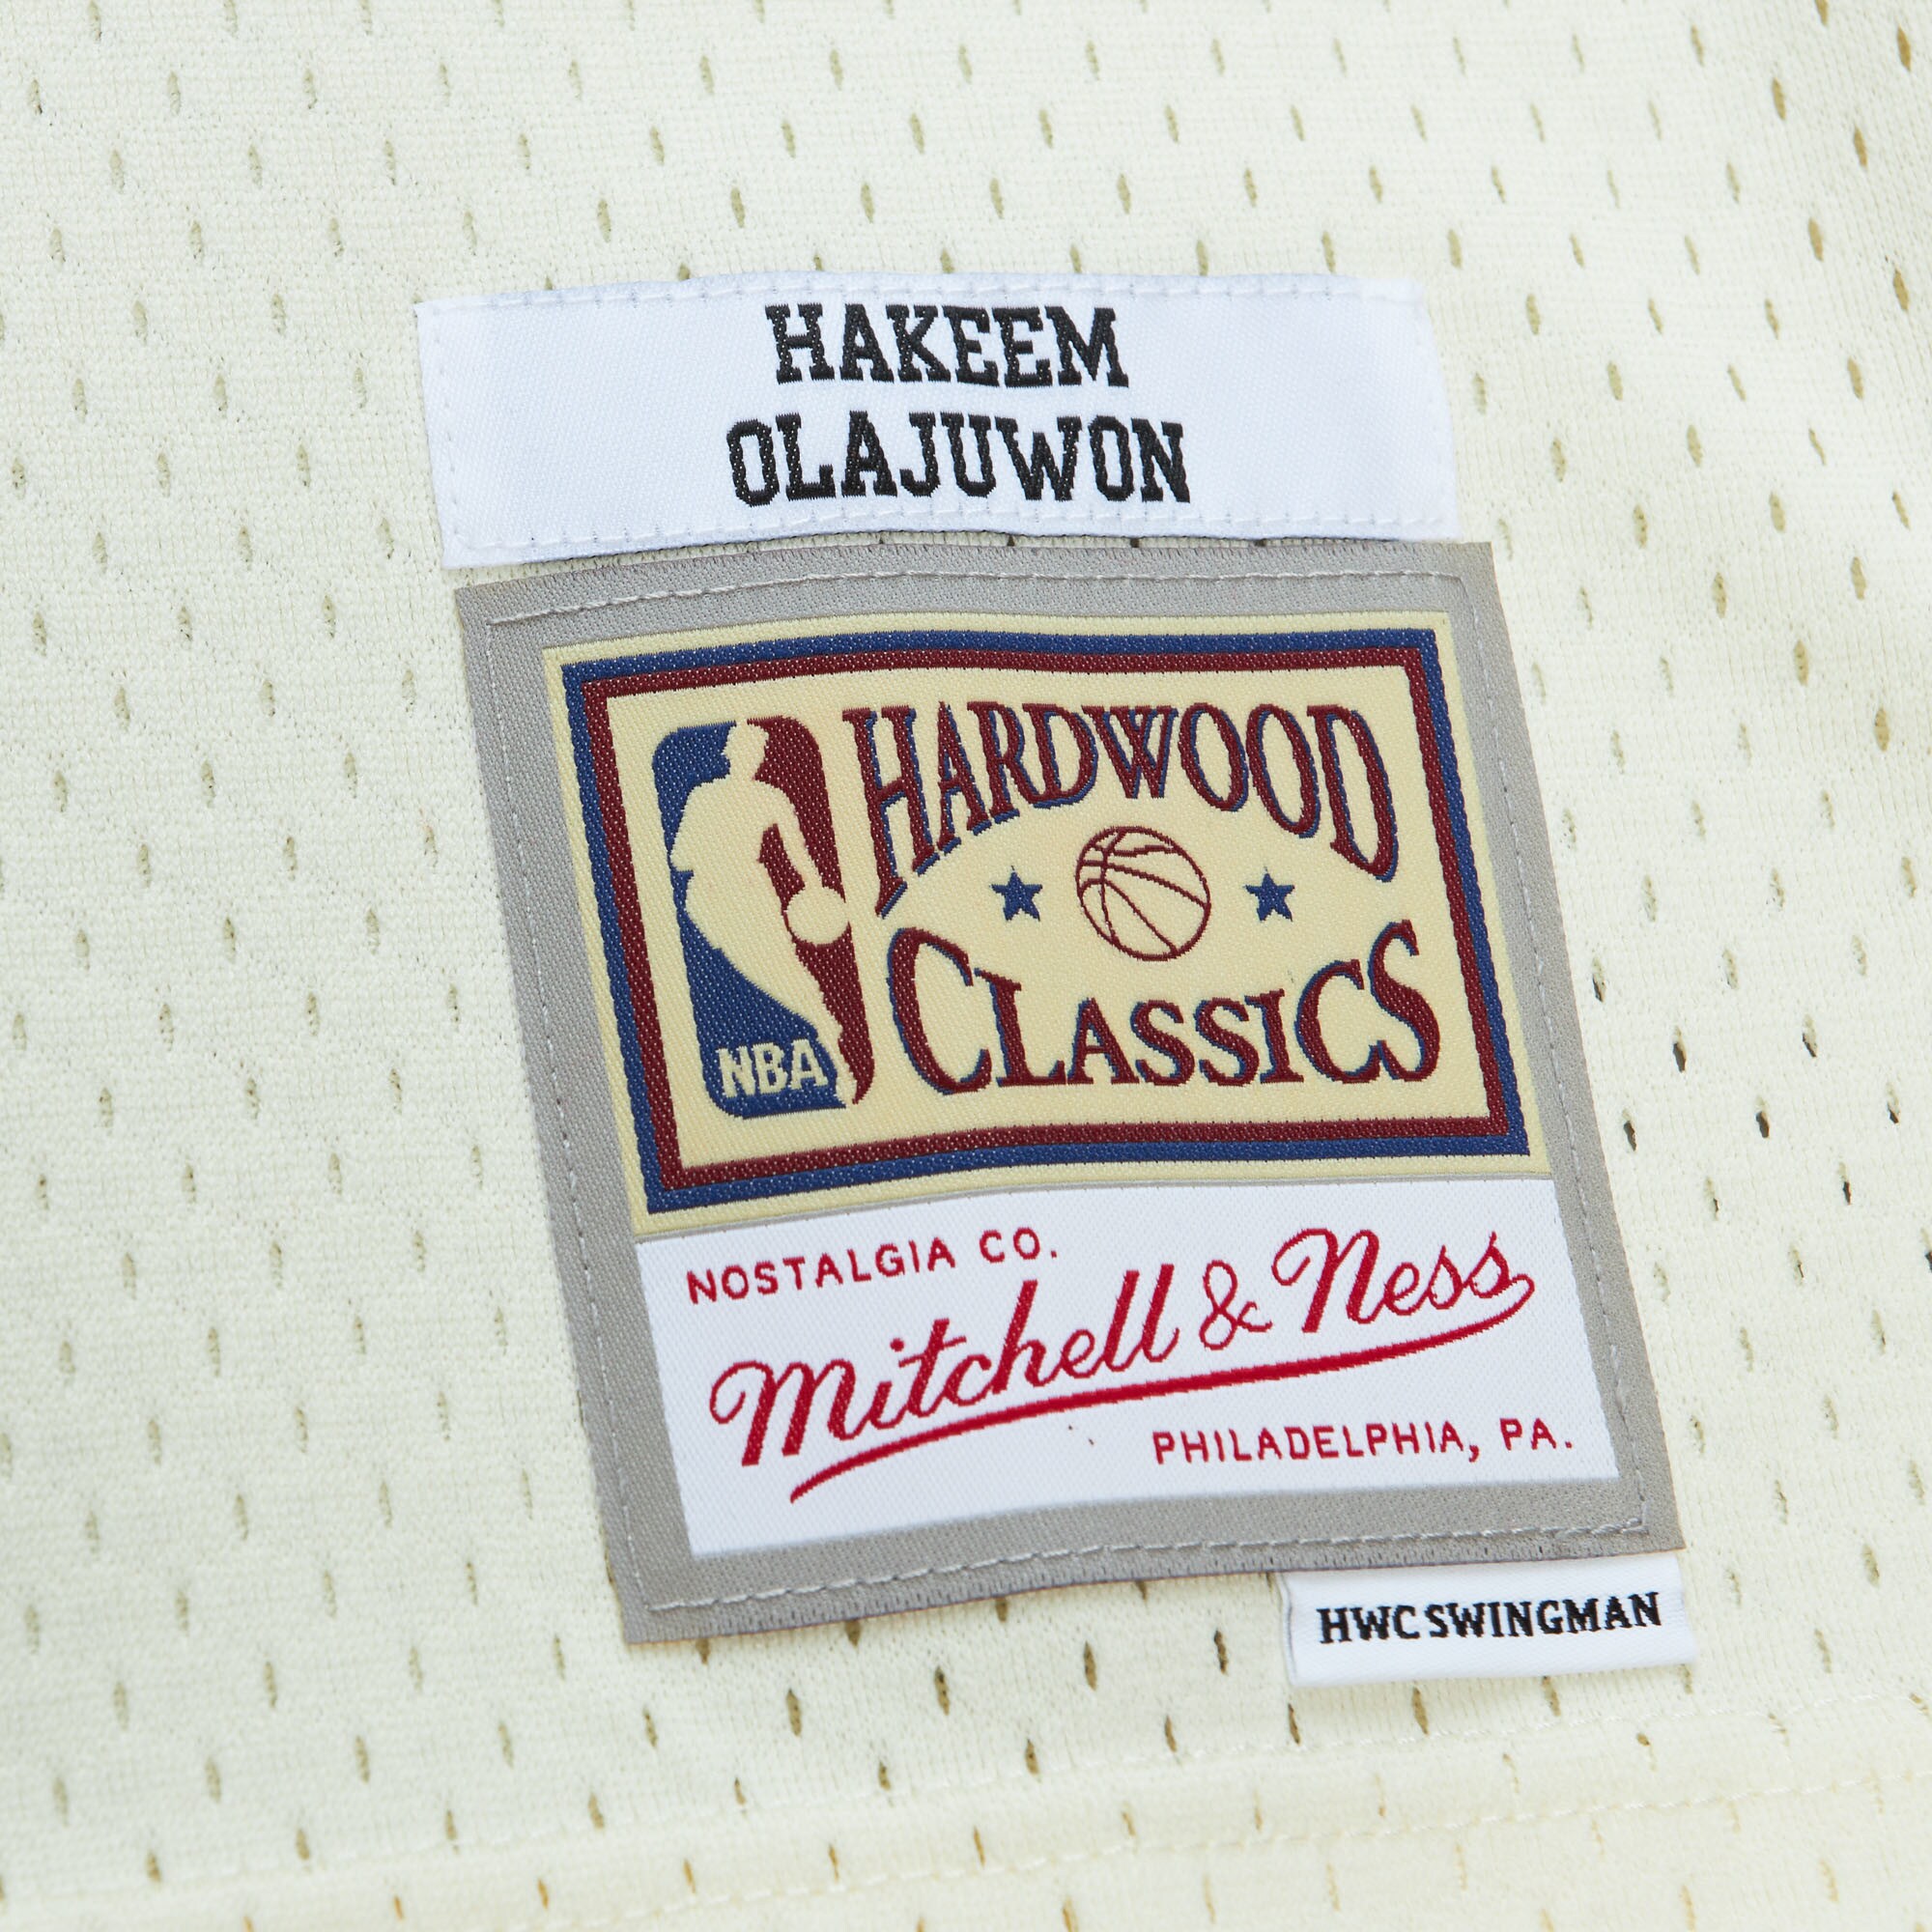 HAKEEM
OLAJUWON
HARDWOOD
CLASSICS
NBA
NOSTALGIA CO.
Mitchell & Ness
PHILADELPHIA, PA.
HWC SWINGMAN